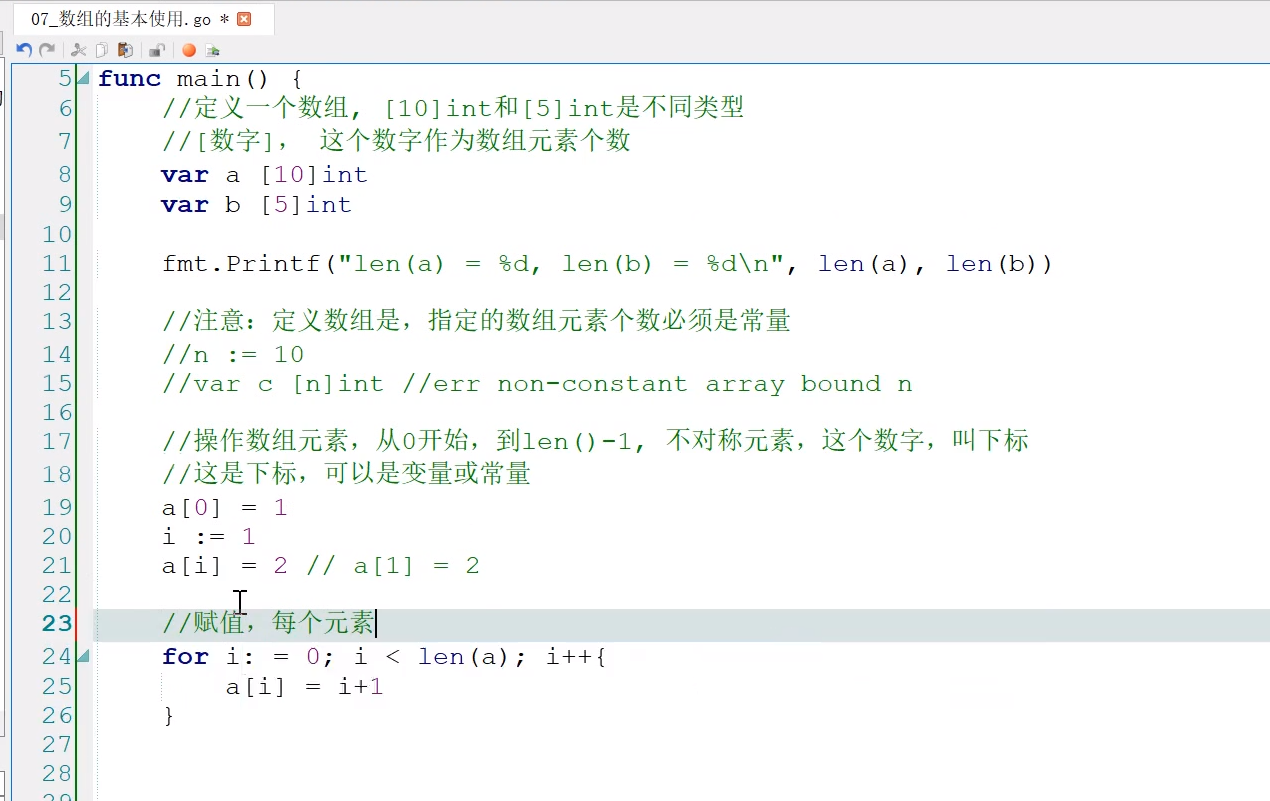 07_数组的基本使用.go *
5 func main() {
6 //定义一个数组, [10]int和[5]int是不同类型
7 //[数字]， 这个数字作为数组元素个数
8 var a [10]int
9 var b [5]int
10
11 fmt.Printf("len(a) = %d, len(b) = %d\n", len(a), len(b))
12
13 //注意：定义数组是，指定的数组元素个数必须是常量
14 //n := 10
15 //var c [n]int //err non-constant array bound n
16
17 //操作数组元素，从0开始，到len()-1, 不对称元素，这个数字，叫下标
18 //这是下标，可以是变量或常量
19 a[0] = 1
20 i := 1
21 a[i] = 2 // a[1] = 2
22
23 //赋值，每个元素
24 for i: = 0; i < len(a); i++{
25 a[i] = i+1
26 }
27
28